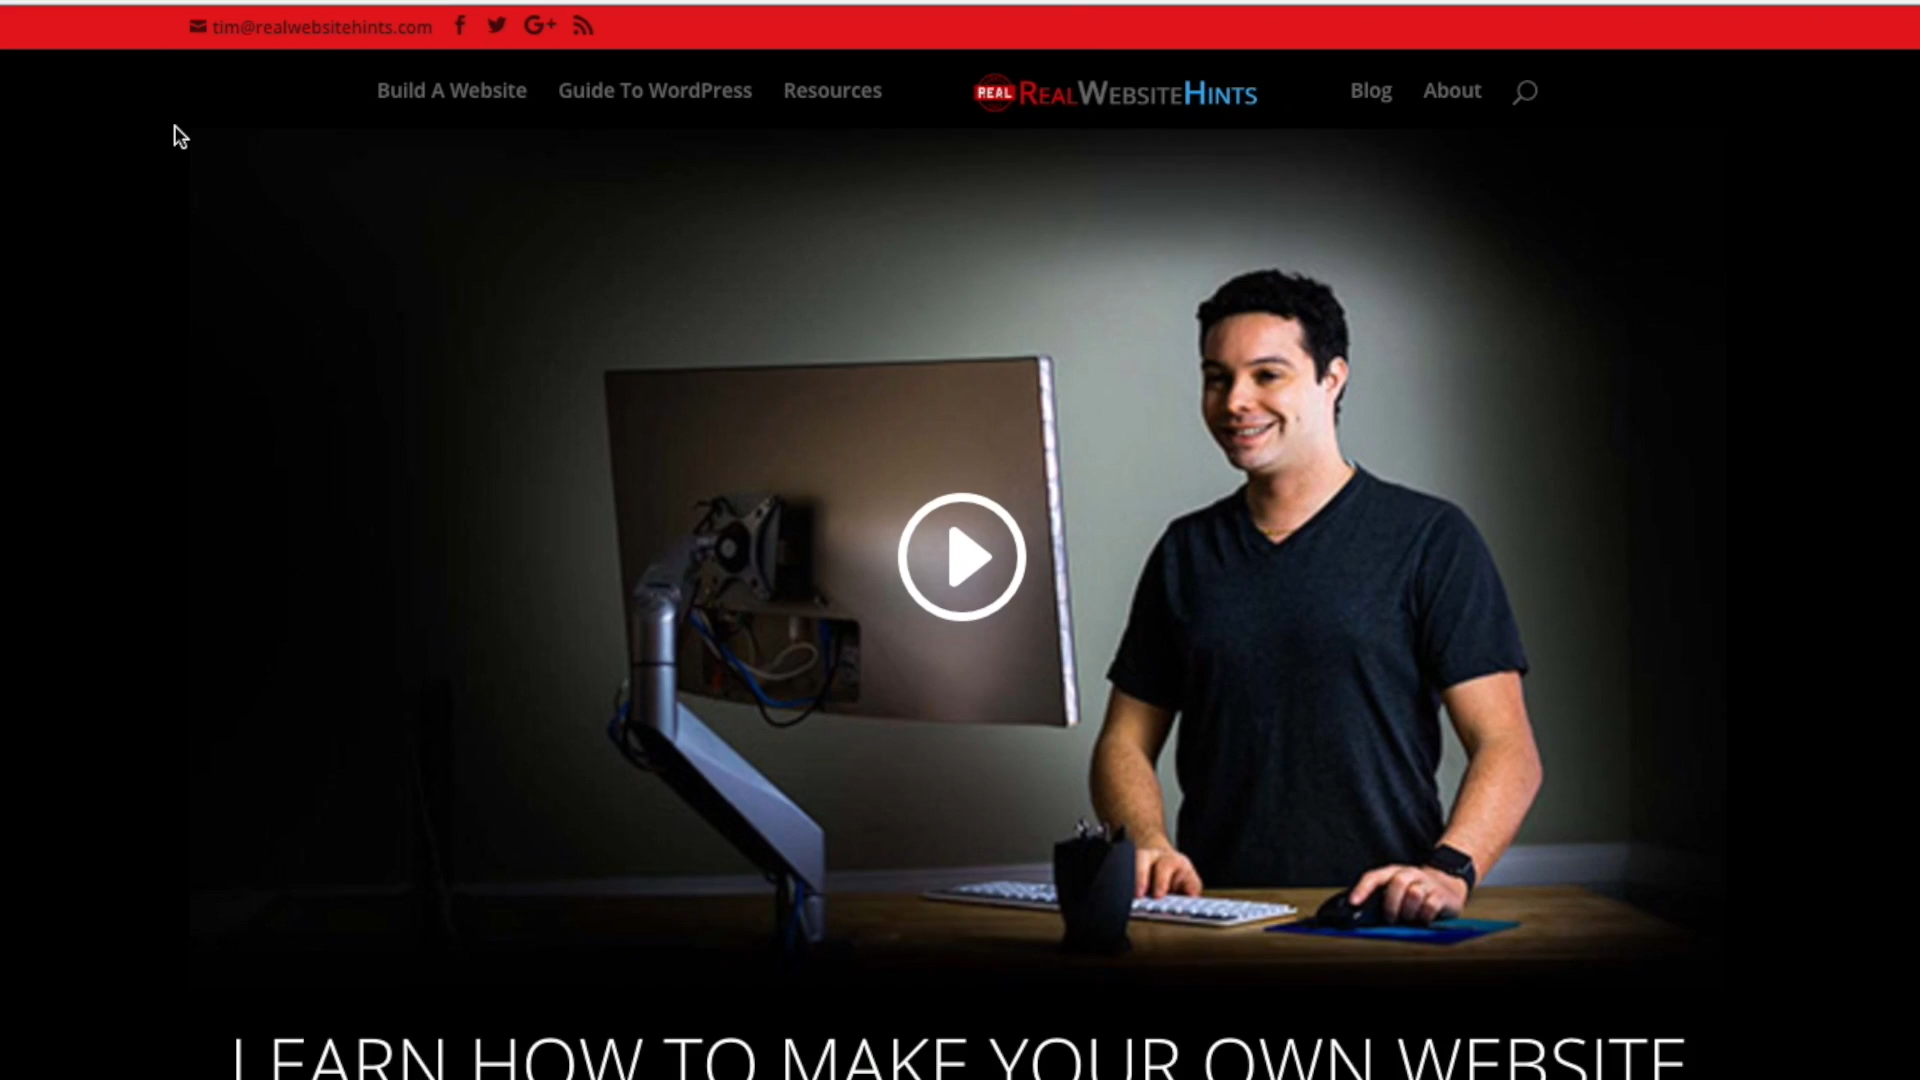 tim@realwebsitehints.com
Build A Website Guide To WordPress Resources REAL REALWEBSITEHINTS Blog About
LEARN HOW TO MAKE YOUR OWN WEBSITE